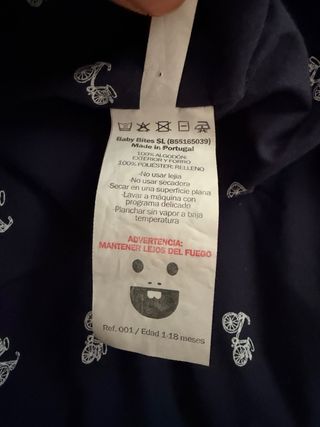 Baby Bites SL (B55165039)
Made in Portugal
100% ALGODÓN:
EXTERIOR Y FORRO
100% POLIÉSTER: RELLENO
-No usar lejía
-No usar secadora
-Secar en una superficie plana
-Lavar a máquina con
programa delicado
-Planchar sin vapor a baja
temperatura
ADVERTENCIA:
MANTENER LEJOS DEL FUEGO
Ref. 001 / Edad 1-18 meses